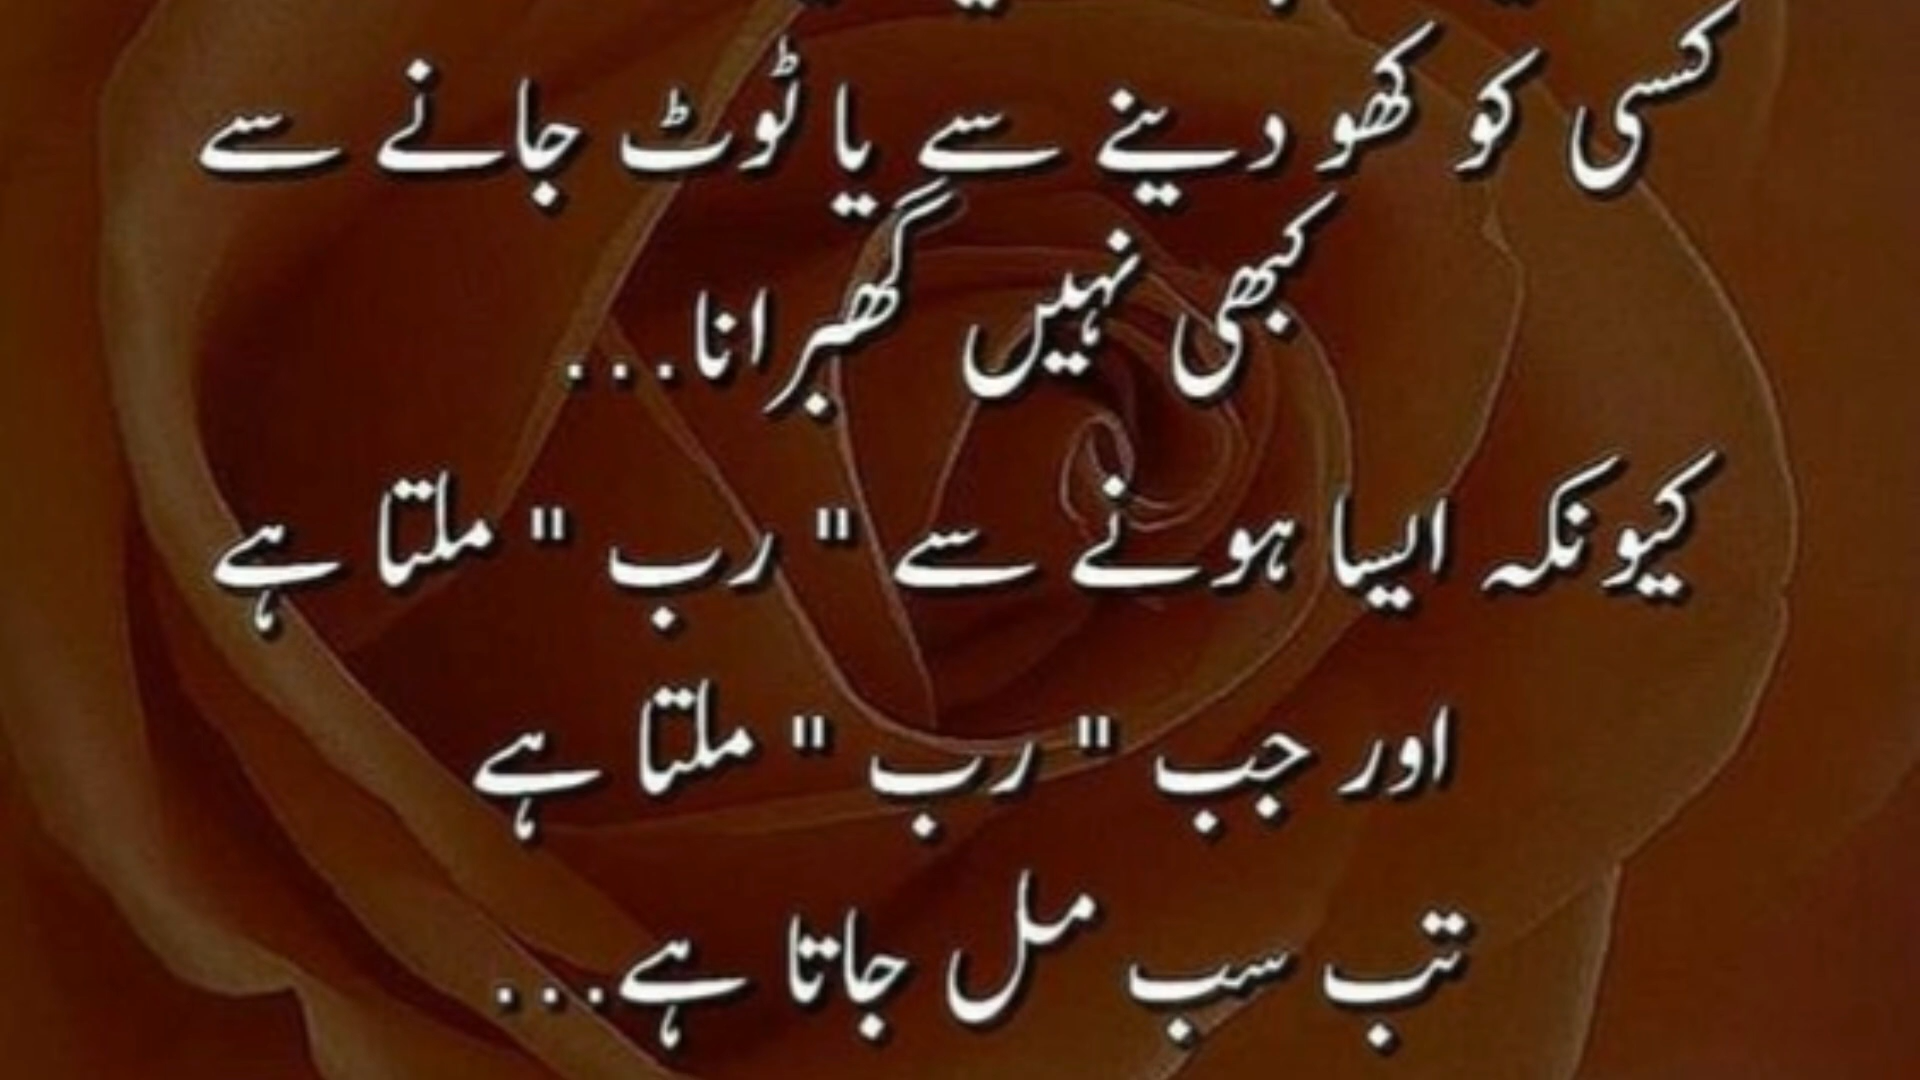 کسی کو کھو دینے سے یا ٹوٹ جانے سے
کبھی نہیں گھبرانا...
کیونکہ ایسا ہونے سے " رب " ملتا ہے
اور جب " رب " ملتا ہے
تب سب مل جاتا ہے...